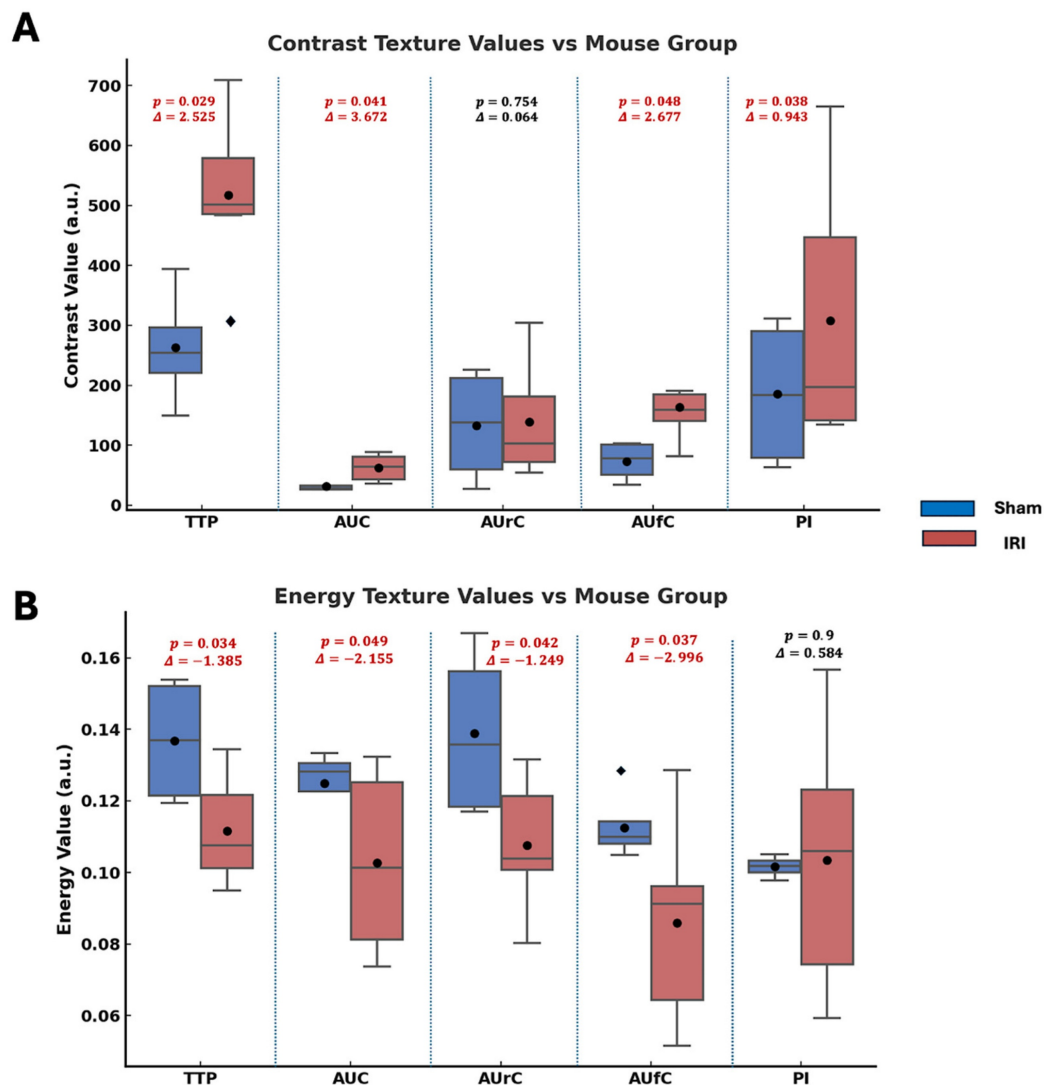 A
Contrast Texture Values vs Mouse Group
Contrast Value (a.u.)
700
600
500
400
300
200
100
0
p = 0.029
Δ = 2.525
p = 0.041
Δ = 3.672
p = 0.754
Δ = 0.064
p = 0.048
Δ = 2.677
p = 0.038
Δ = 0.943
TTP AUC AUrC AUfC PI
Sham
IRI
B
Energy Texture Values vs Mouse Group
Energy Value (a.u.)
0.16
0.14
0.12
0.10
0.08
0.06
p = 0.034
Δ = −1.385
p = 0.049
Δ = −2.155
p = 0.042
Δ = −1.249
p = 0.037
Δ = −2.996
p = 0.9
Δ = 0.584
TTP AUC AUrC AUfC PI